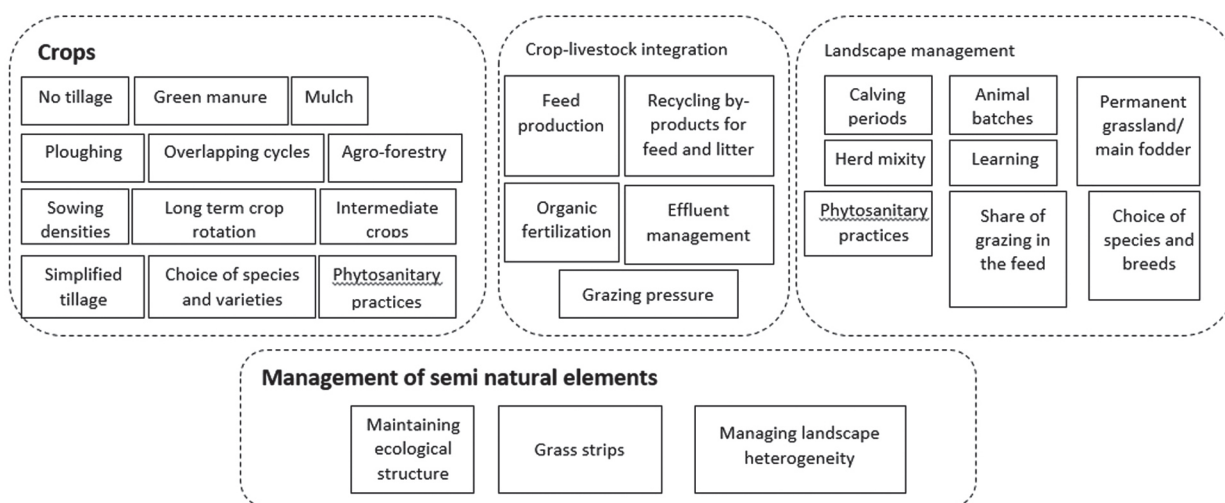 Crops
No tillage
Green manure
Mulch
Ploughing
Overlapping cycles
Agro-forestry
Sowing
densities
Long term crop
rotation
Intermediate
crops
Simplified
tillage
Choice of species
and varieties
Phytosanitary
practices
Crop-livestock integration
Feed
production
Recycling by-
products for
feed and litter
Organic
fertilization
Effluent
management
Grazing pressure
Landscape management
Calving
periods
Animal
batches
Permanent
grassland/
main fodder
Herd mixity
Learning
Phytosanitary
practices
Share of
grazing in
the feed
Choice of
species and
breeds
Management of semi natural elements
Maintaining
ecological
structure
Grass strips
Managing landscape
heterogeneity